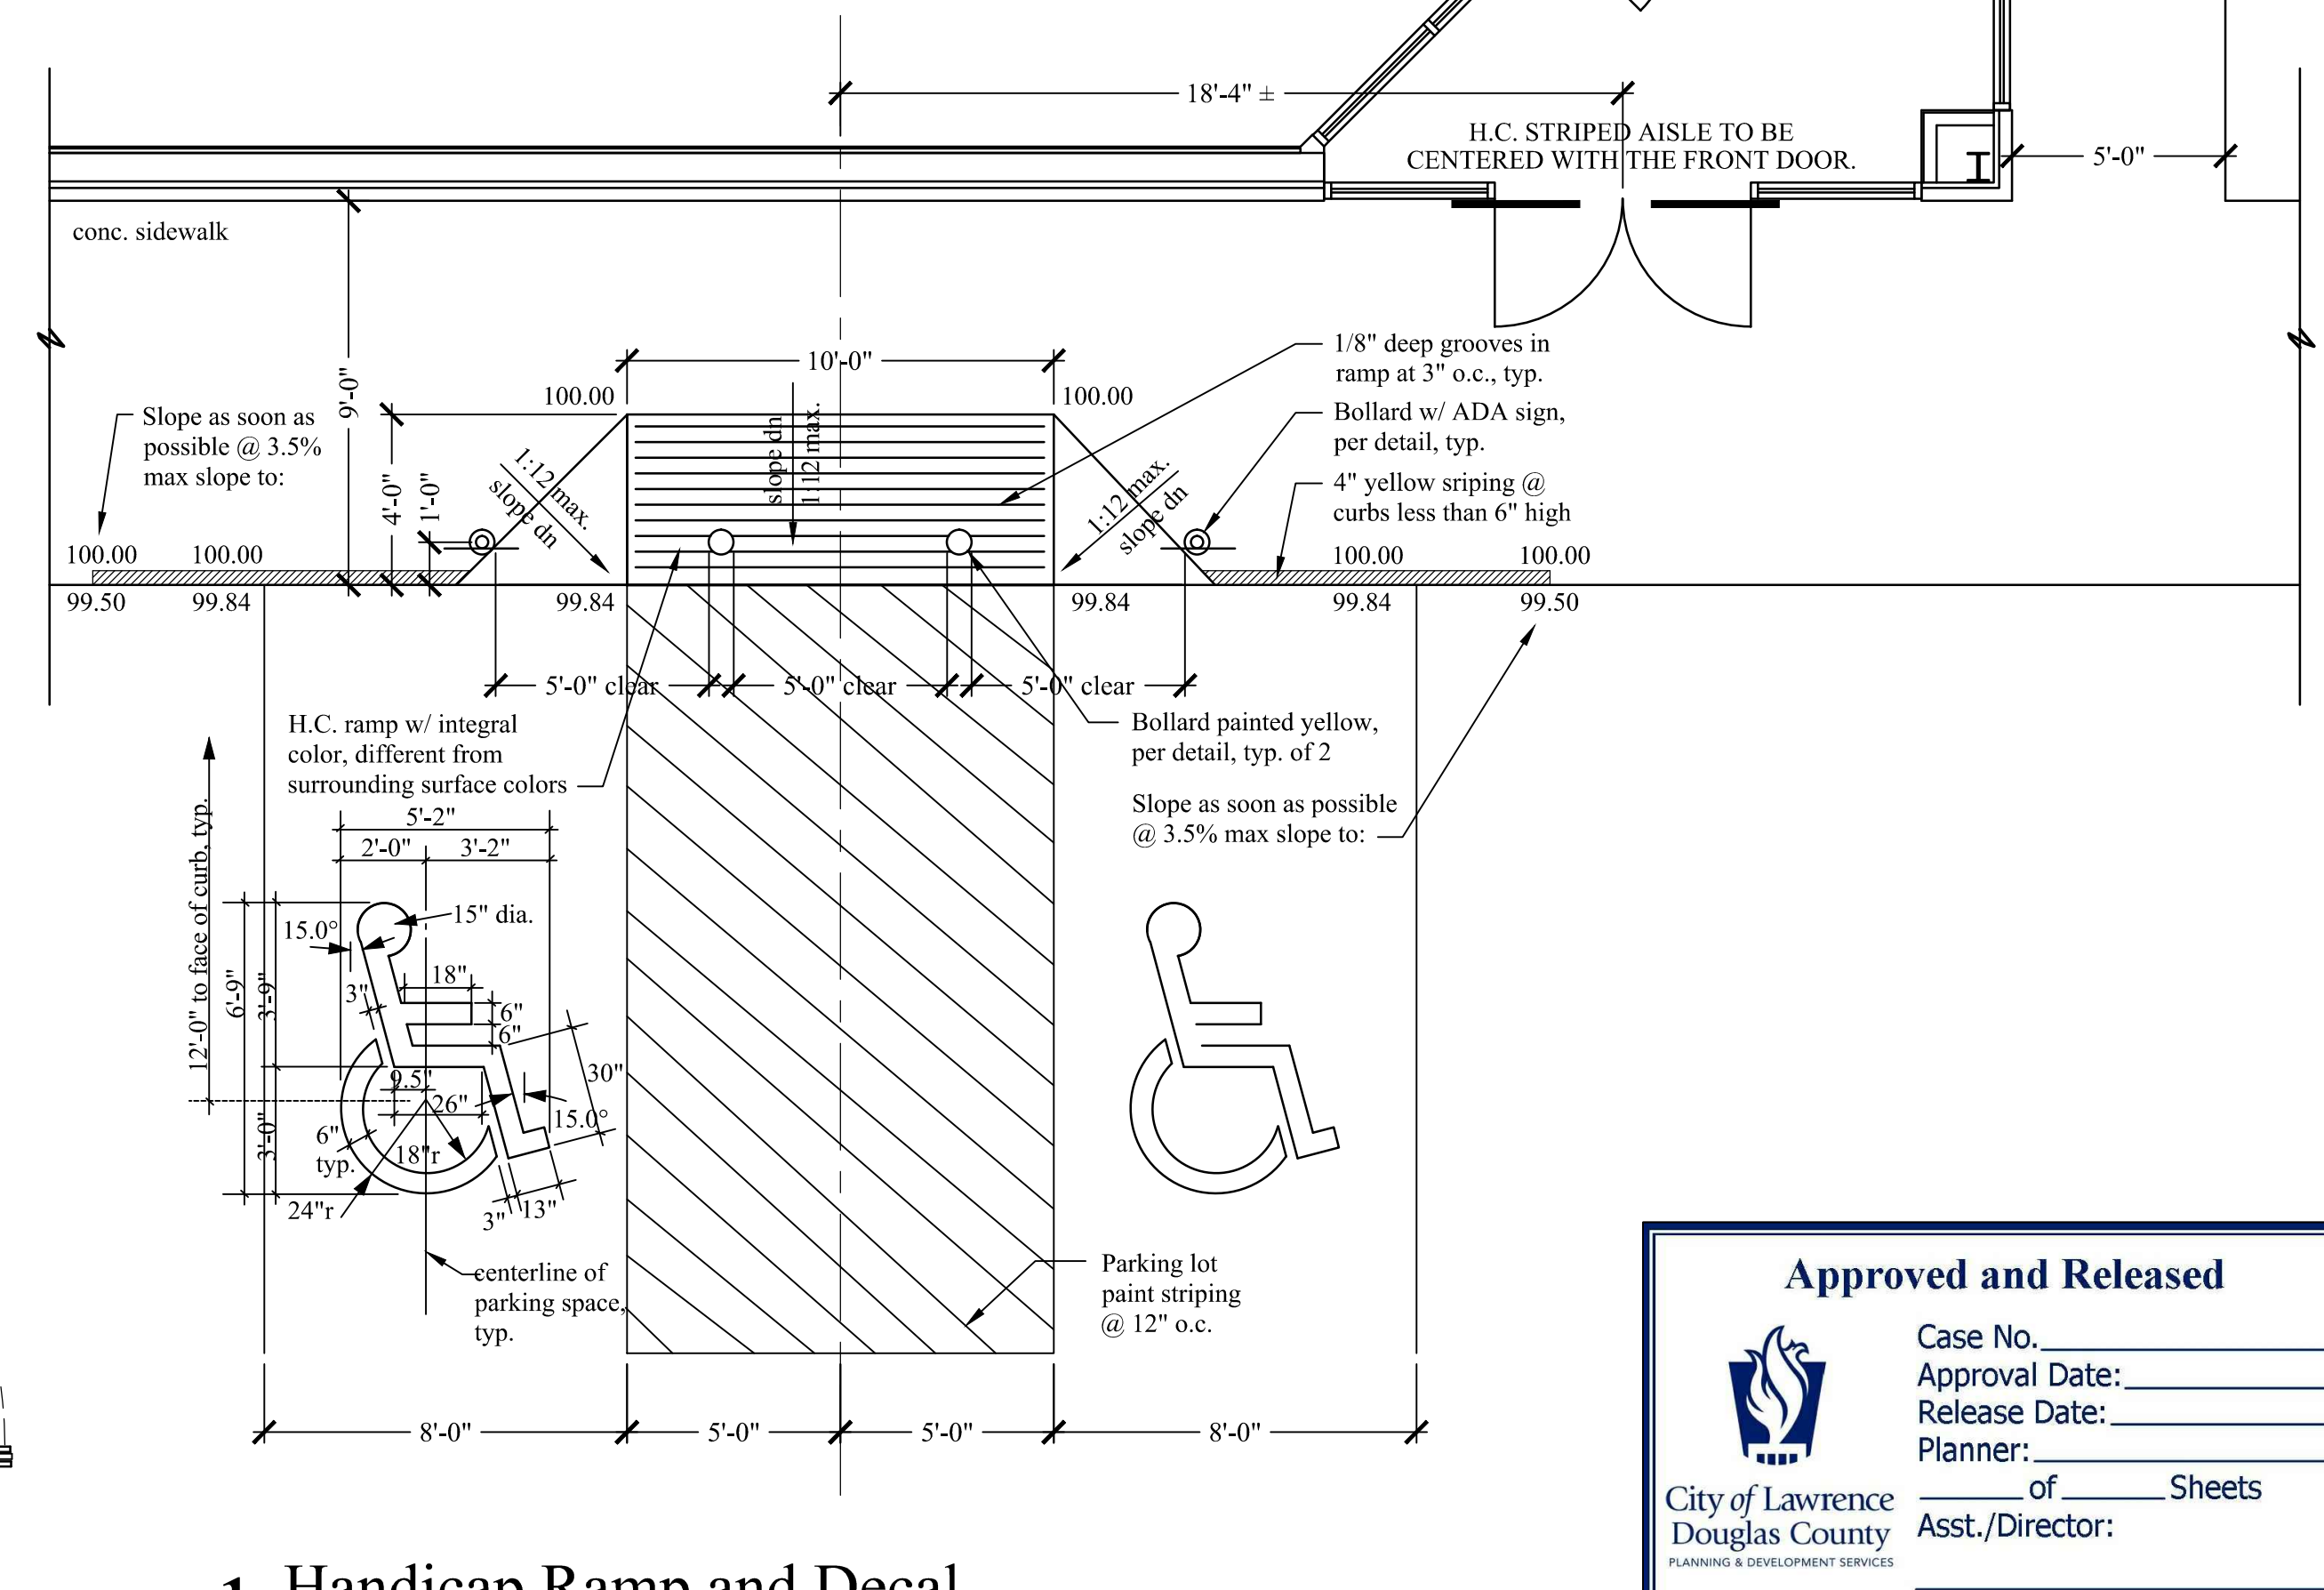 18'-4" ±
H.C. STRIPED AISLE TO BE
CENTERED WITH THE FRONT DOOR.
5'-0"
conc. sidewalk
9'-0"
10'-0"
100.00
100.00
1/8" deep grooves in
ramp at 3" o.c., typ.
Bollard w/ ADA sign,
per detail, typ.
4" yellow sriping @
curbs less than 6" high
Slope as soon as
possible @ 3.5%
max slope to:
4'-0"
1'-0"
1:12 max.
slope dn
slope dn
1:12 max.
1:12 max.
slope dn
100.00
100.00
100.00
100.00
99.50
99.84
99.84
99.84
99.84
99.50
5'-0" clear
5'-0" clear
5'-0" clear
H.C. ramp w/ integral
color, different from
surrounding surface colors
Bollard painted yellow,
per detail, typ. of 2
Slope as soon as possible
@ 3.5% max slope to:
12'-0" to face of curb, typ.
5'-2"
2'-0"
3'-2"
15.0°
15" dia.
6'-9"
3'-9"
3'-0"
18"
3"
6"
6"
30"
9.5"
26"
15.0°
6"
typ.
18"r
24"r
3"
13"
centerline of
parking space,
typ.
Parking lot
paint striping
@ 12" o.c.
8'-0"
5'-0"
5'-0"
8'-0"
1
Handicap Ramp and Decal
Approved and Released
Case No.
Approval Date:
Release Date:
Planner:
of Sheets
Asst./Director:
City of Lawrence
Douglas County
PLANNING & DEVELOPMENT SERVICES